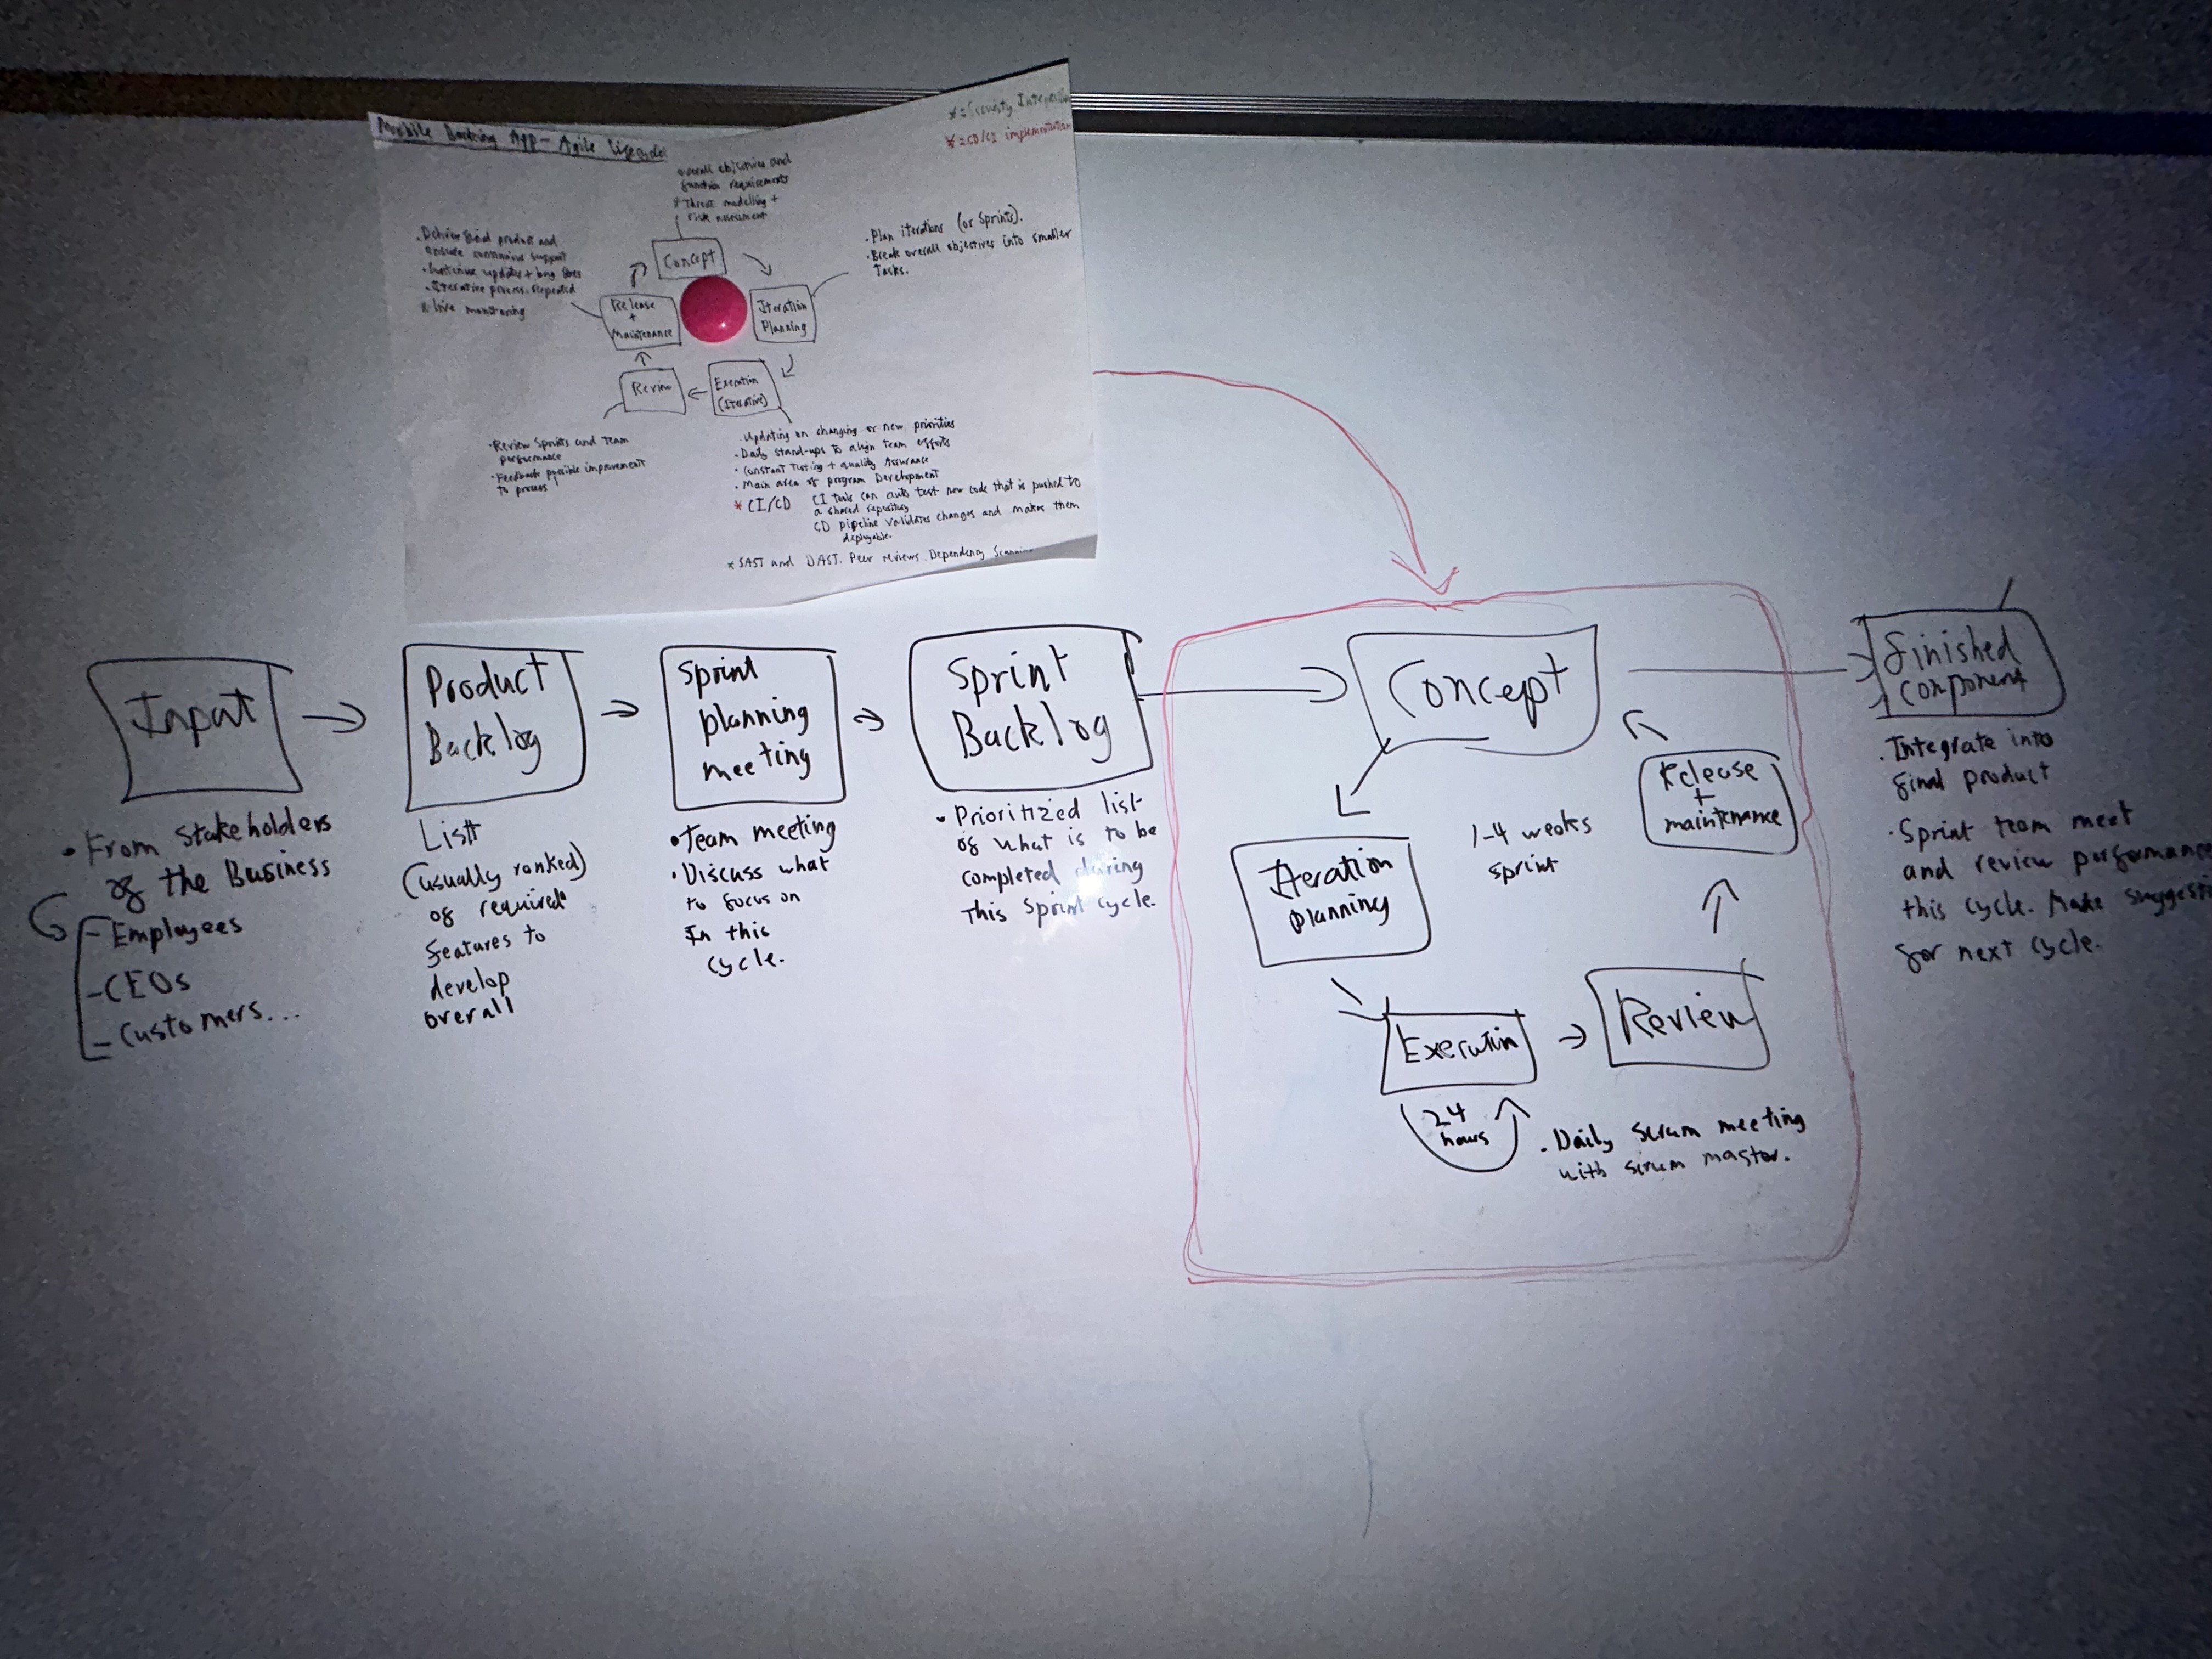 Mobile Banking App - Agile Lifecycle
* = Security
* = CD/CI implementation
overall objectives and
function requirements
* Threat modelling +
risk assessment
Concept
• Plan iterations (or Sprints).
• Break overall objectives into smaller
tasks.
Iteration
Planning
Execution
(Iterative)
• Updating on changing or new priorities
• Daily stand-ups to align team efforts
• Constant Testing + quality Assurance
• Main area of program Development
* CI/CD CI tools can auto test new code that is pushed to
a shared repository
CD pipeline validates changes and makes them
deployable.
* SAST and DAST. Peer reviews. Dependency
Review
• Review Sprints and team
performance
• Feedback possible improvement
to process
Release
+
Maintenance
• Deliver final product and
ensure continuous support
• Continue updates + bug fixes
• Iterative process. Repeated
* live monitoring
Input
• From stakeholders
of the Business
- Employees
- CEOs
- Customers...
Product
Backlog
List
(usually ranked)
of required
features to
develop
overall
Sprint
planning
meeting
• Team meeting
• Discuss what
to focus on
In this
cycle.
Sprint
Backlog
• Prioritized list
of what is to be
completed during
this sprint cycle.
Concept
Iteration
planning
1-4 weeks
sprint
Execution
24
hours
• Daily scrum meeting
with scrum master.
Review
Release
+
maintenance
Finished
component
• Integrate into
final product
• Sprint team meet
and review performance
this cycle. Make
for next cycle.